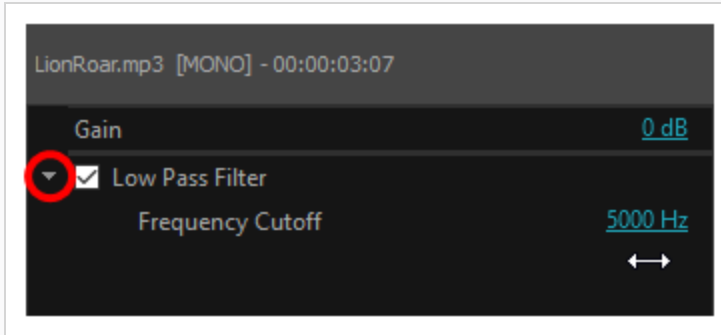 LionRoar.mp3 [MONO] - 00:00:03:07
Gain 0 dB
Low Pass Filter
Frequency Cutoff 5000 Hz